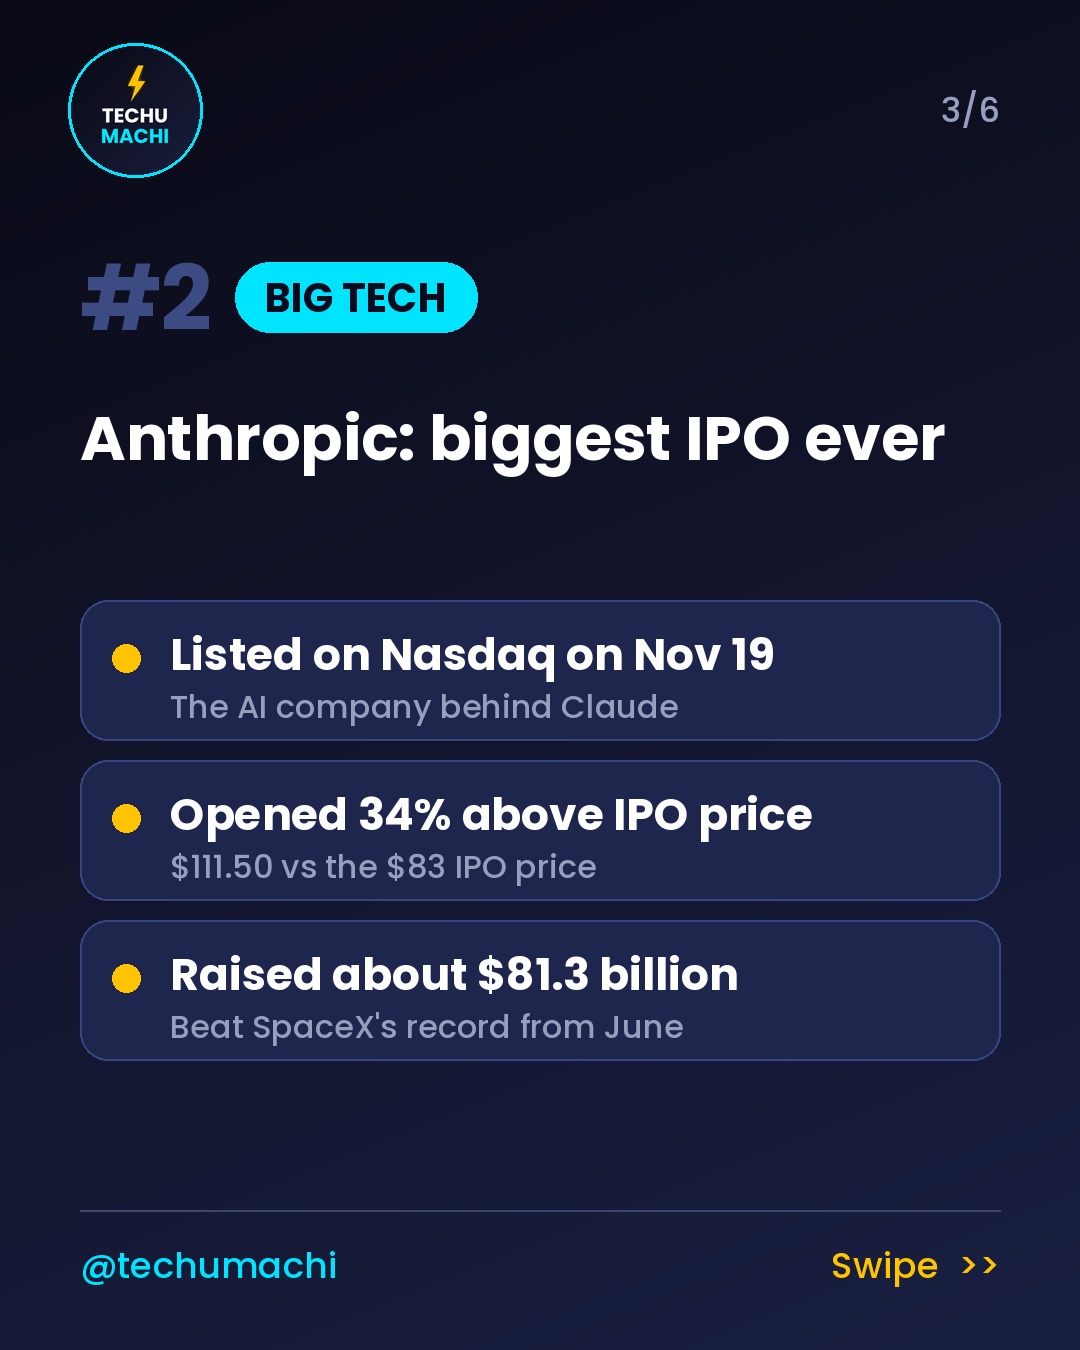 TECHU
MACHI
3/6
#2
BIG TECH
Anthropic: biggest IPO ever
Listed on Nasdaq on Nov 19
The AI company behind Claude
Opened 34% above IPO price
$111.50 vs the $83 IPO price
Raised about $81.3 billion
Beat SpaceX's record from June
@techumachi
Swipe >>